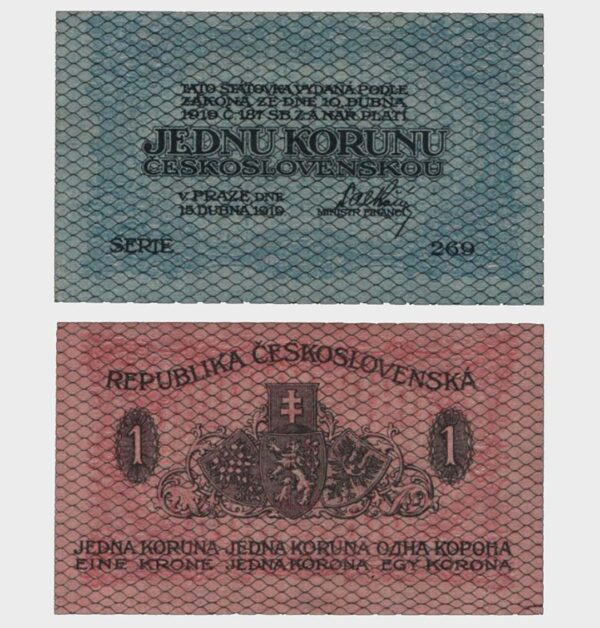 TATO STÁTOVKA VYDANÁ PODLE
ZÁKONA ZE DNE 10. DUBNA
1919 Č. 187 SB. Z. A NAŘ. PLATÍ
JEDNU KORUNU
ČESKOSLOVENSKOU
V PRAZE DNE
15. DUBNA 1919
MINISTR FINANCÍ
SERIE 269
REPUBLIKA ČESKOSLOVENSKÁ
1 1
JEDNA KORUNA · JEDNA KORUNA ОДНА КОРОНА
EINE KRONE · JEDNA KORONA · EGY KORONA